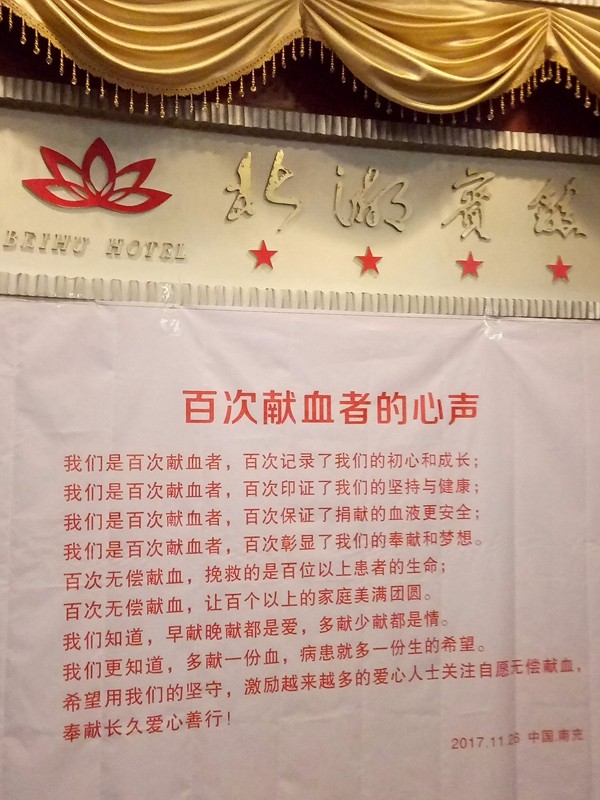 北湖宾馆
BEIHU HOTEL
百次献血者的心声
我们是百次献血者，百次记录了我们的初心和成长；
我们是百次献血者，百次印证了我们的坚持与健康；
我们是百次献血者，百次保证了捐献的血液更安全；
我们是百次献血者，百次彰显了我们的奉献和梦想。
百次无偿献血，挽救的是百位以上患者的生命；
百次无偿献血，让百个以上的家庭美满团圆。
我们知道，早献晚献都是爱，多献少献都是情。
我们更知道，多献一份血，病患就多一份生的希望。
希望用我们的坚守，激励越来越多的爱心人士关注自愿无偿献血，
奉献长久爱心善行！
2017.11.26 中国.南充